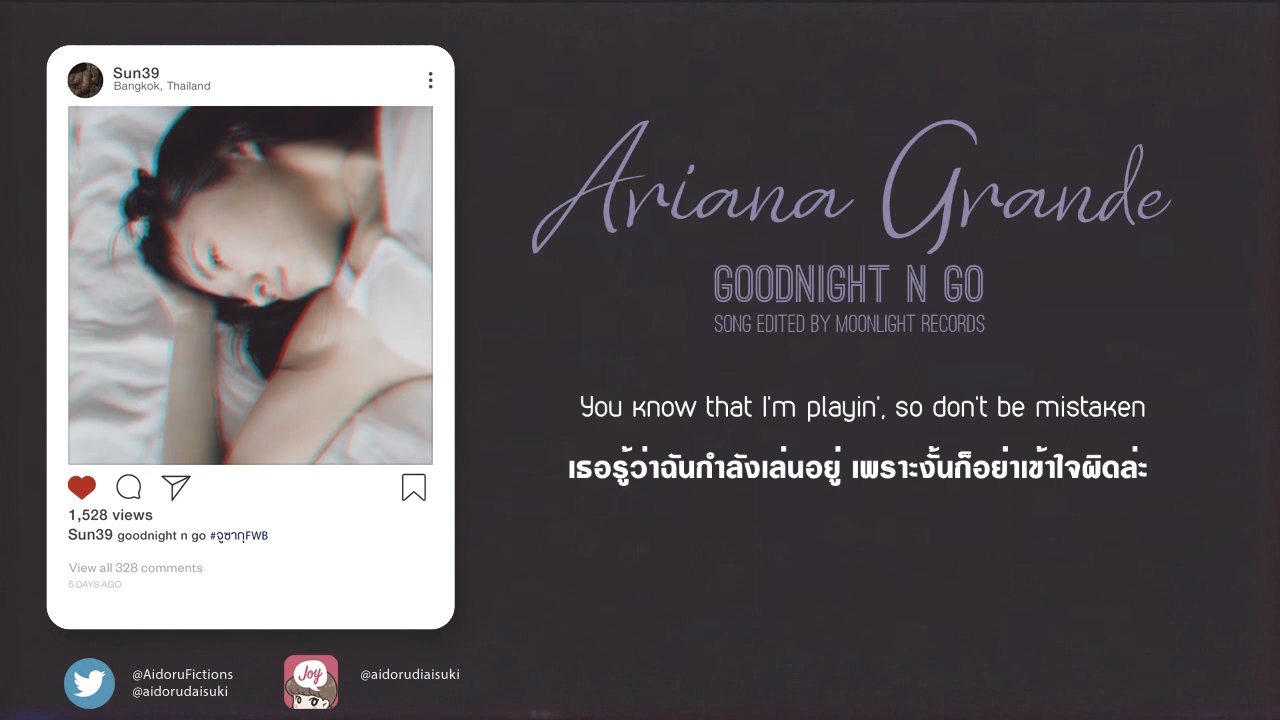 Sun39
Bangkok, Thailand
1,528 views
Sun39 goodnight n go #จูซากุFWB
View all 328 comments
5 DAYS AGO
Ariana Grande
GOODNIGHT N GO
SONG EDITED BY MOONLIGHT RECORDS
You know that I'm playin', so don't be mistaken
เธอรู้ว่าฉันกำลังเล่นอยู่ เพราะงั้นก็อย่าเข้าใจผิดล่ะ
@AidoruFictions
@aidorudaisuki
Joy
@aidorudiaisuki